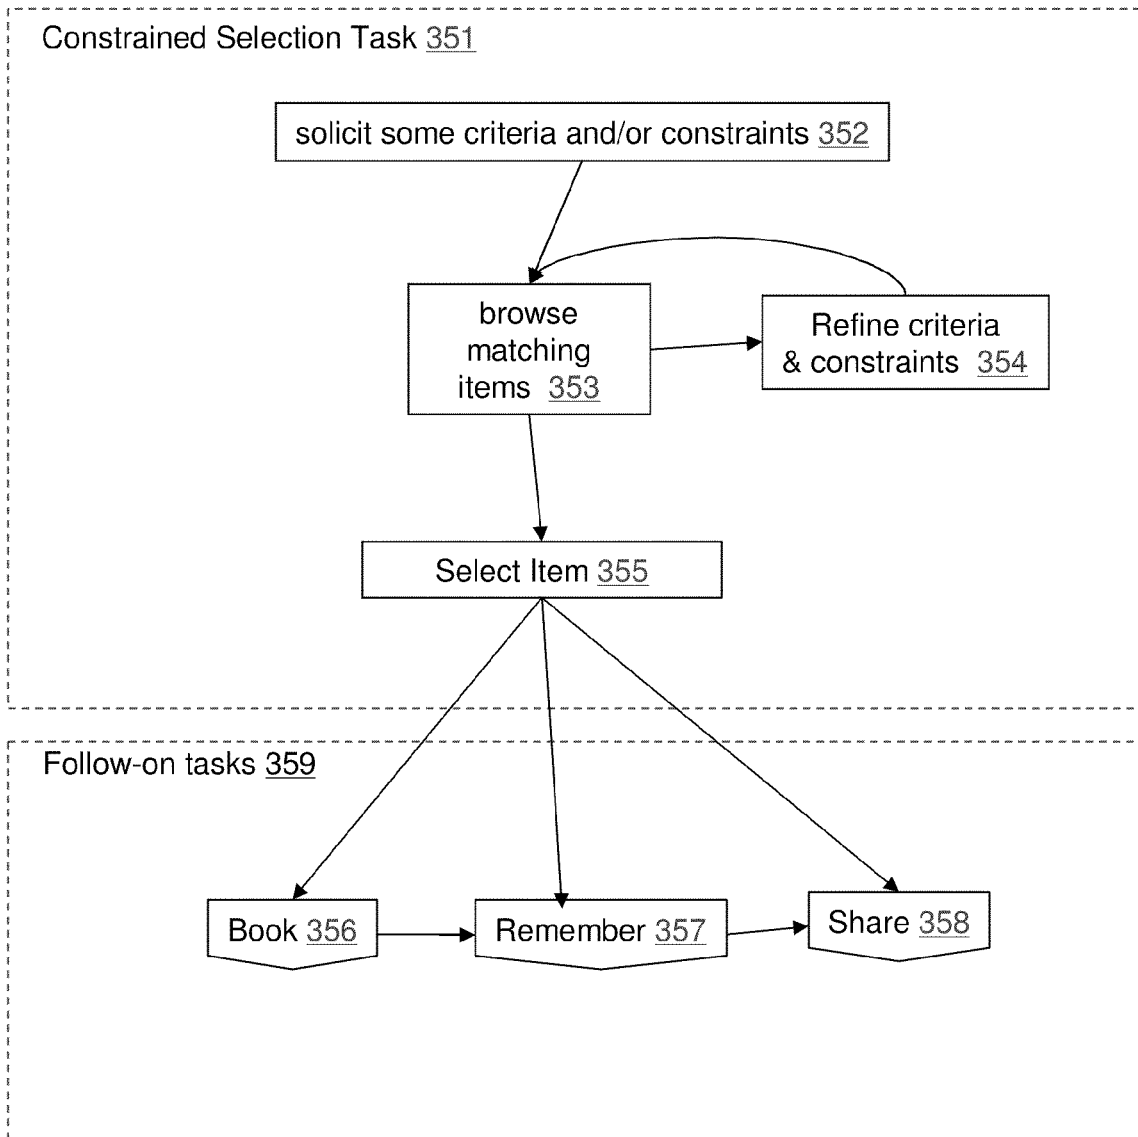 Constrained Selection Task 351
solicit some criteria and/or constraints 352
browse
matching
items 353
Refine criteria
& constraints 354
Select Item 355
Follow-on tasks 359
Book 356
Remember 357
Share 358